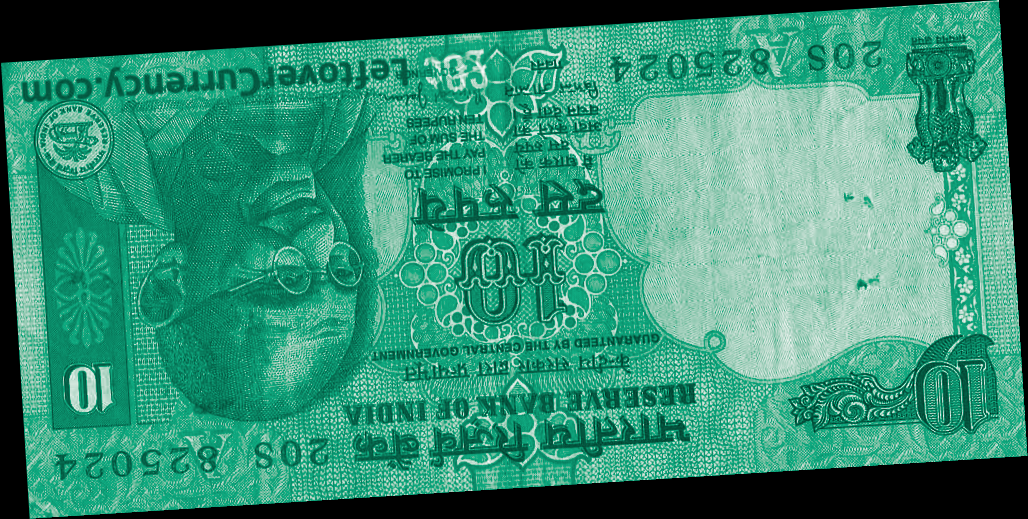 भारतीय रिज़र्व बैंक
RESERVE BANK OF INDIA
केन्द्रीय सरकार द्वारा प्रत्याभूत
GUARANTEED BY THE CENTRAL GOVERNMENT
20S 825024
10
10
10
दस रुपये
मैं धारक को
दस रुपये
अदा करने का
वचन देता हूँ
I PROMISE TO
PAY THE BEARER
THE SUM OF
TEN RUPEES
20S 825024
LeftoverCurrency.com